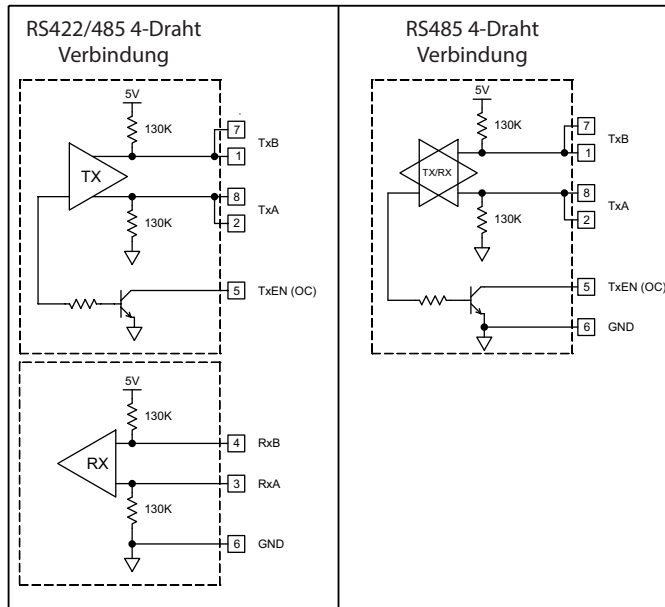 RS422/485 4-Draht
Verbindung
5V
130K
7
TxB
1
TX
8
TxA
130K
2
5
TxEN (OC)
5V
130K
4
RxB
RX
3
RxA
130K
6
GND
RS485 4-Draht
Verbindung
5V
130K
7
TxB
1
TX/RX
8
TxA
130K
2
5
TxEN (OC)
6
GND